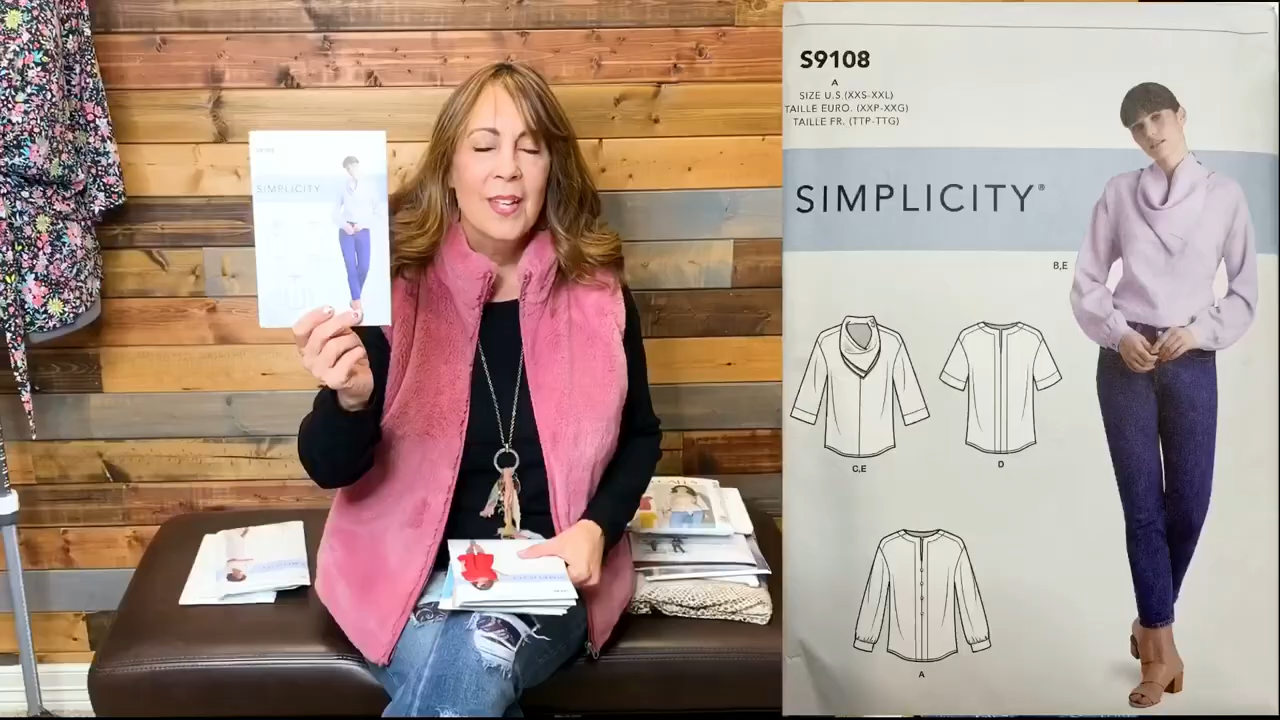 SIMPLICITY
S9108
A
SIZE U.S.(XXS-XXL)
TAILLE EURO. (XXP-XXG)
TAILLE FR. (TTP-TTG)
SIMPLICITY®
B,E
C,E
D
A